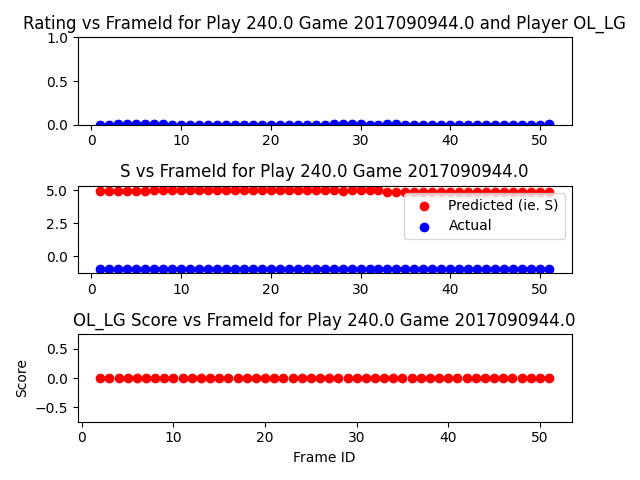 Rating vs FrameId for Play 240.0 Game 2017090944.0 and Player OL_LG
1.0
0.5
0.0
0 10 20 30 40 50
S vs FrameId for Play 240.0 Game 2017090944.0
5.0
2.5
0.0
Predicted (ie. S)
Actual
0 10 20 30 40 50
OL_LG Score vs FrameId for Play 240.0 Game 2017090944.0
Score
0.5
0.0
−0.5
0 10 20 30 40 50
Frame ID